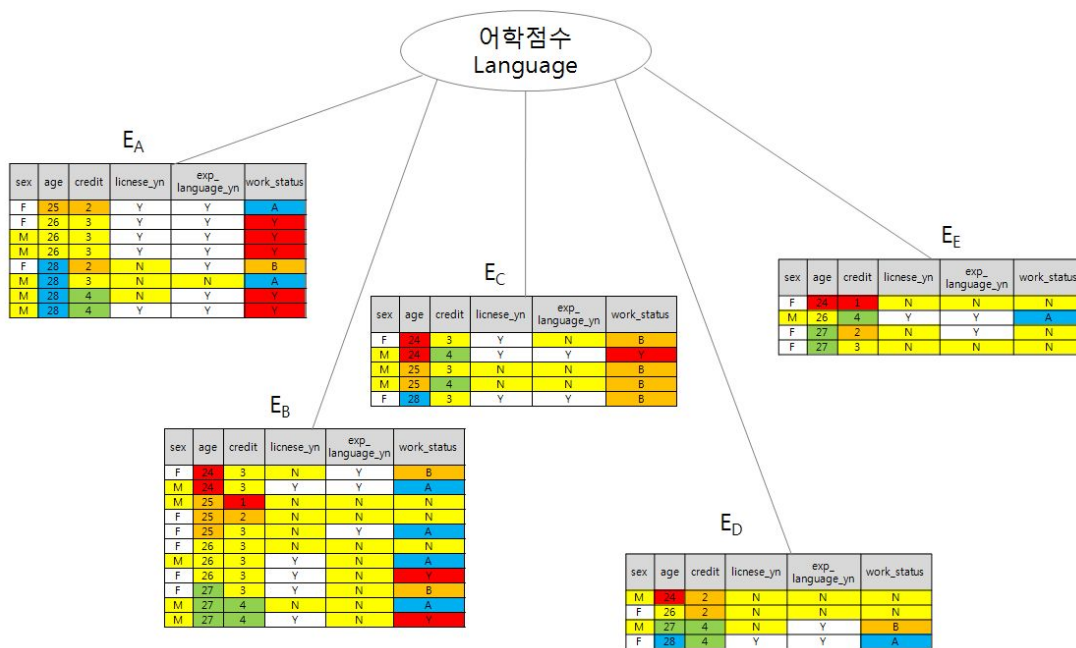 어학점수
Language
E_A
sex age credit licnese_yn exp_language_yn work_status
F 25 2 Y Y A
F 26 3 Y Y Y
M 26 3 Y Y Y
M 26 3 Y Y Y
F 28 2 N Y B
M 28 3 N N A
M 28 4 N Y Y
M 28 4 Y Y Y
E_B
sex age credit licnese_yn exp_language_yn work_status
F 24 3 N Y B
M 24 3 Y Y A
M 25 1 N N N
F 25 2 N N N
F 25 3 N Y A
F 26 3 N N N
M 26 3 Y N A
F 26 3 Y N Y
F 27 3 Y N B
M 27 4 N N A
M 27 4 Y N Y
E_C
sex age credit licnese_yn exp_language_yn work_status
F 24 3 Y N B
M 24 4 Y Y Y
M 25 3 N N B
M 25 4 N N B
F 28 3 Y Y B
E_D
sex age credit licnese_yn exp_language_yn work_status
M 24 2 N N N
F 26 2 N N N
M 27 4 N Y B
F 28 4 Y Y A
E_E
sex age credit licnese_yn exp_language_yn work_status
F 24 1 N N N
M 26 4 Y Y A
F 27 2 N Y N
F 27 3 N N N